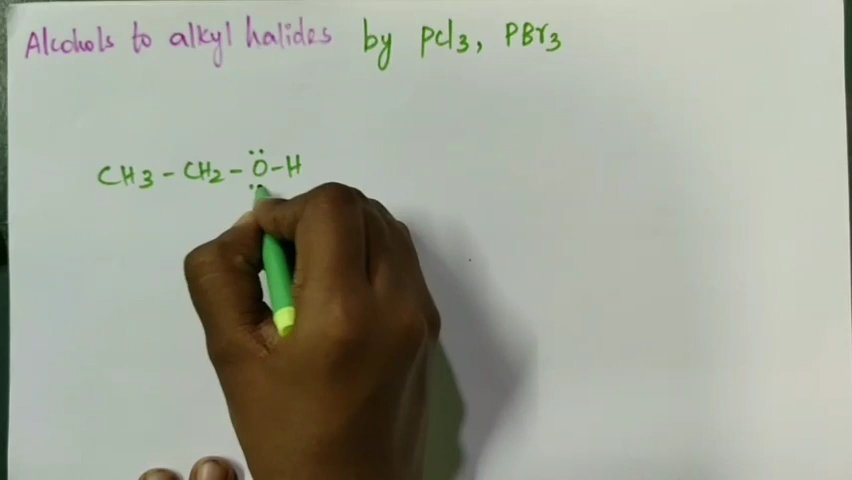 Alcohols to alkyl halides by PCl3, PBr3
CH3 - CH2 - O - H